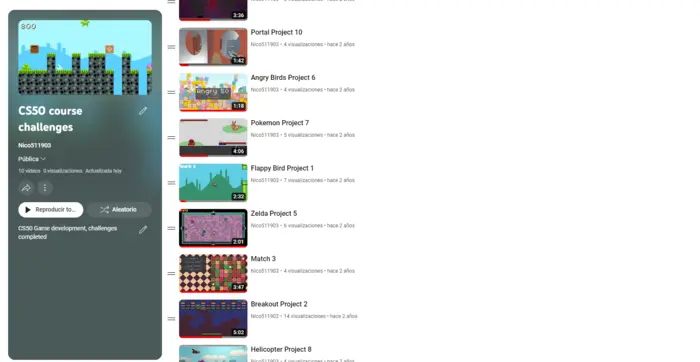 800
CS50 course
challenges
Nico511903
Pública
10 videos 0 visualizaciones Actualizada hoy
Reproducir to...
Aleatorio
CS50 Game development, challenges
completed
3:36
Portal Project 10
Nico511903 • 4 visualizaciones • hace 2 años
1:42
Angry Birds Project 6
Nico511903 • 4 visualizaciones • hace 2 años
Angry 50
1:18
Pokemon Project 7
Nico511903 • 5 visualizaciones • hace 2 años
4:06
Flappy Bird Project 1
Nico511903 • 7 visualizaciones • hace 2 años
2:32
Zelda Project 5
Nico511903 • 6 visualizaciones • hace 2 años
2:01
Match 3
Nico511903 • 4 visualizaciones • hace 2 años
3:47
Breakout Project 2
Nico511903 • 14 visualizaciones • hace 2 años
5:02
Helicopter Project 8